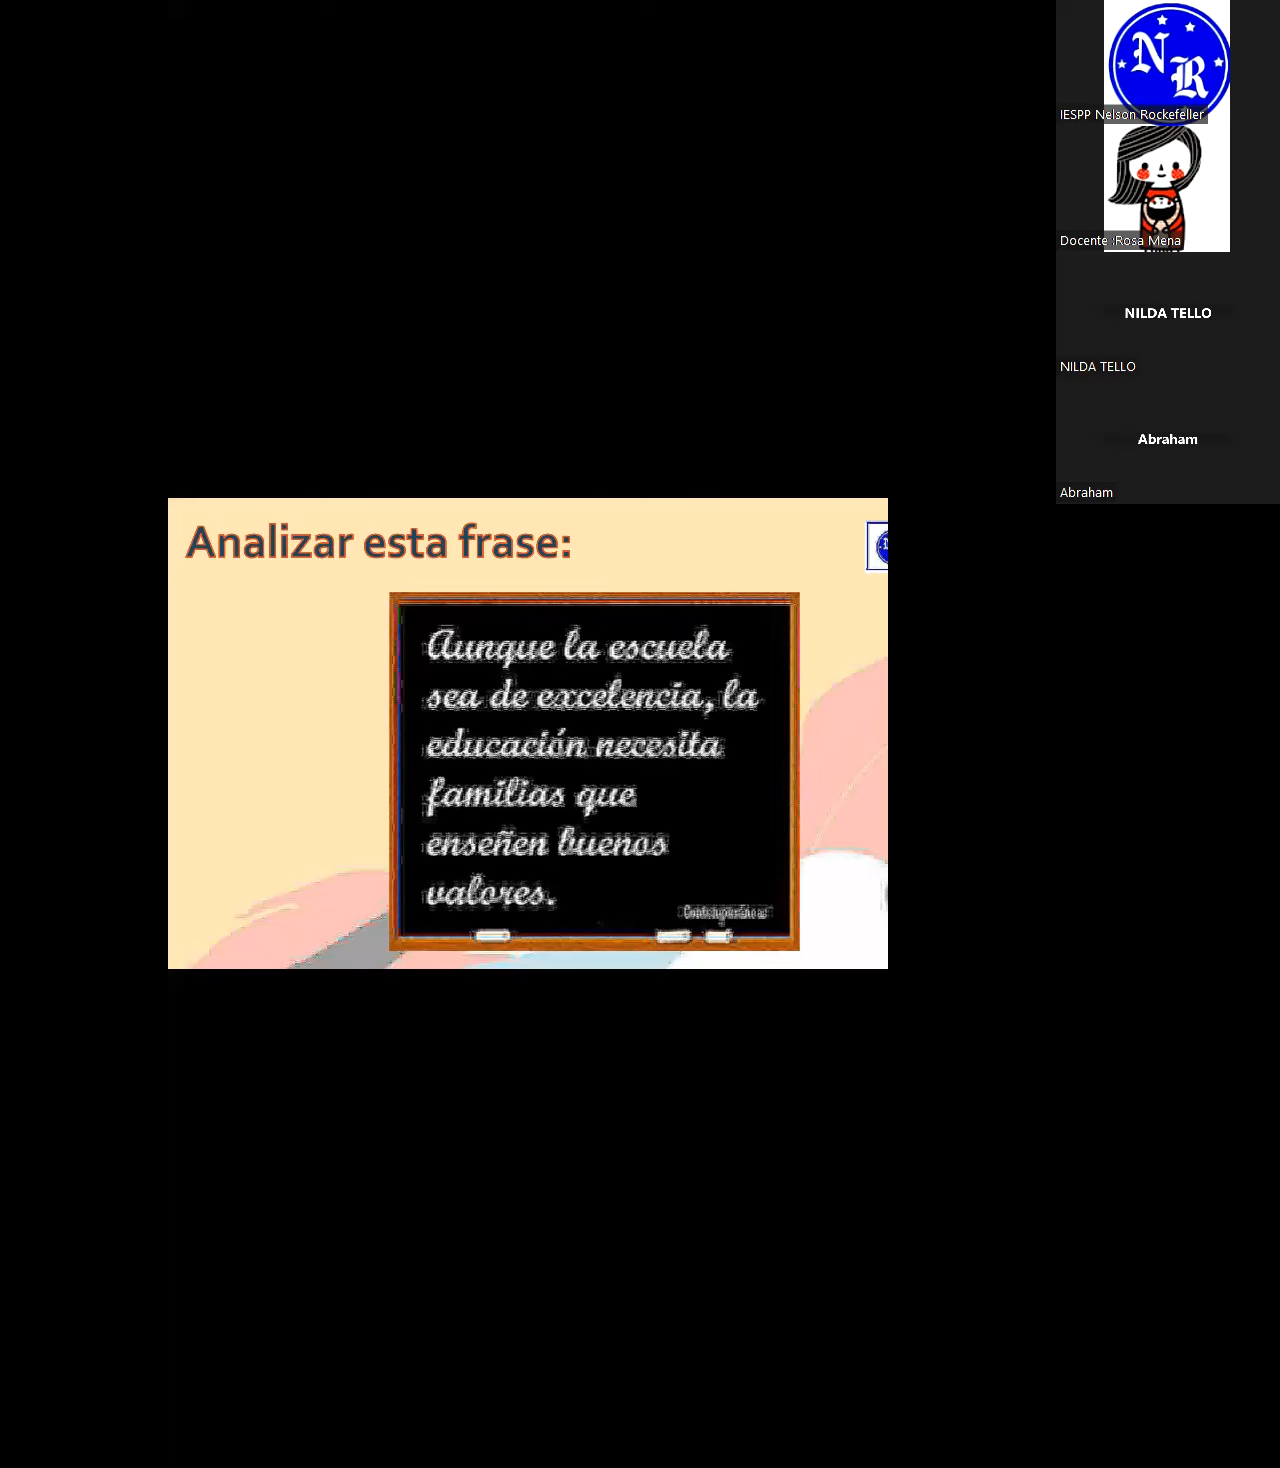 N
R
IESPP Nelson Rockefeller
Docente :Rosa Mena
NILDA TELLO
NILDA TELLO
Abraham
Abraham
Analizar esta frase:
Aunque la escuela
sea de excelencia, la
educación necesita
familias que
enseñen buenos
valores.